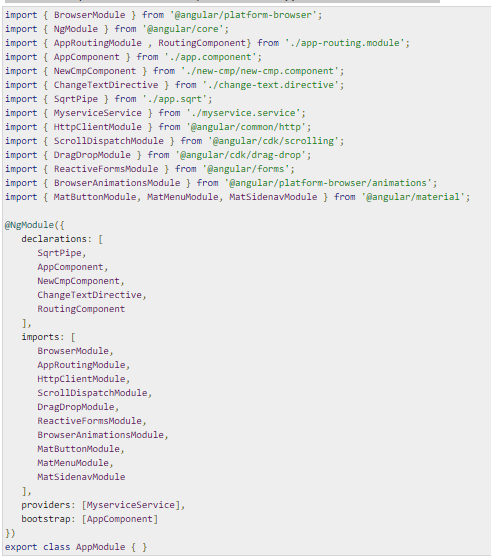 import { BrowserModule } from '@angular/platform-browser';
import { NgModule } from '@angular/core';
import { AppRoutingModule , RoutingComponent} from './app-routing.module';
import { AppComponent } from './app.component';
import { NewCmpComponent } from './new-cmp/new-cmp.component';
import { ChangeTextDirective } from './change-text.directive';
import { SqrtPipe } from './app.sqrt';
import { MyserviceService } from './myservice.service';
import { HttpClientModule } from '@angular/common/http';
import { ScrollDispatchModule } from '@angular/cdk/scrolling';
import { DragDropModule } from '@angular/cdk/drag-drop';
import { ReactiveFormsModule } from '@angular/forms';
import { BrowserAnimationsModule } from '@angular/platform-browser/animations';
import { MatButtonModule, MatMenuModule, MatSidenavModule } from '@angular/material';

@NgModule({
   declarations: [
      SqrtPipe,
      AppComponent,
      NewCmpComponent,
      ChangeTextDirective,
      RoutingComponent
   ],
   imports: [
      BrowserModule,
      AppRoutingModule,
      HttpClientModule,
      ScrollDispatchModule,
      DragDropModule,
      ReactiveFormsModule,
      BrowserAnimationsModule,
      MatButtonModule,
      MatMenuModule,
      MatSidenavModule
   ],
   providers: [MyserviceService],
   bootstrap: [AppComponent]
})
export class AppModule { }